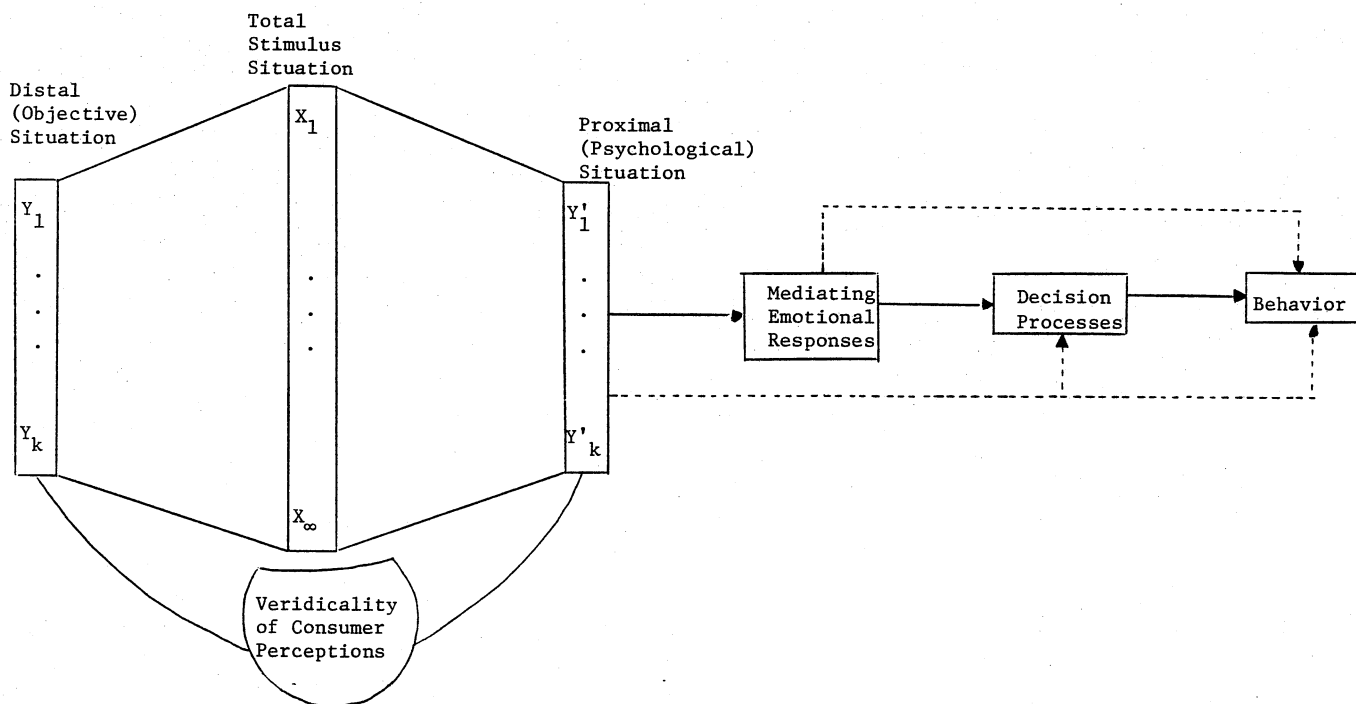 Total
Stimulus
Situation
Distal
(Objective)
Situation
Proximal
(Psychological)
Situation
Y1
.
.
.
Yk
X1
.
.
.
X∞
Y'1
.
.
.
Y'k
Mediating
Emotional
Responses
Decision
Processes
Behavior
Veridicality
of Consumer
Perceptions